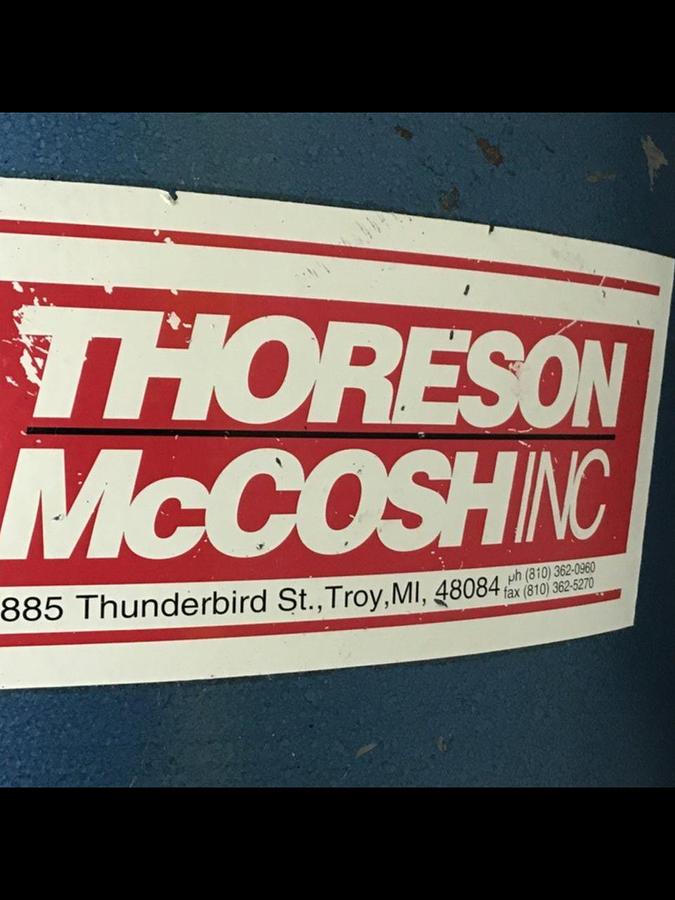 THORESON
McCOSH INC
885 Thunderbird St.,Troy,MI, 48084
ph (810) 362-0960
fax (810) 362-5270